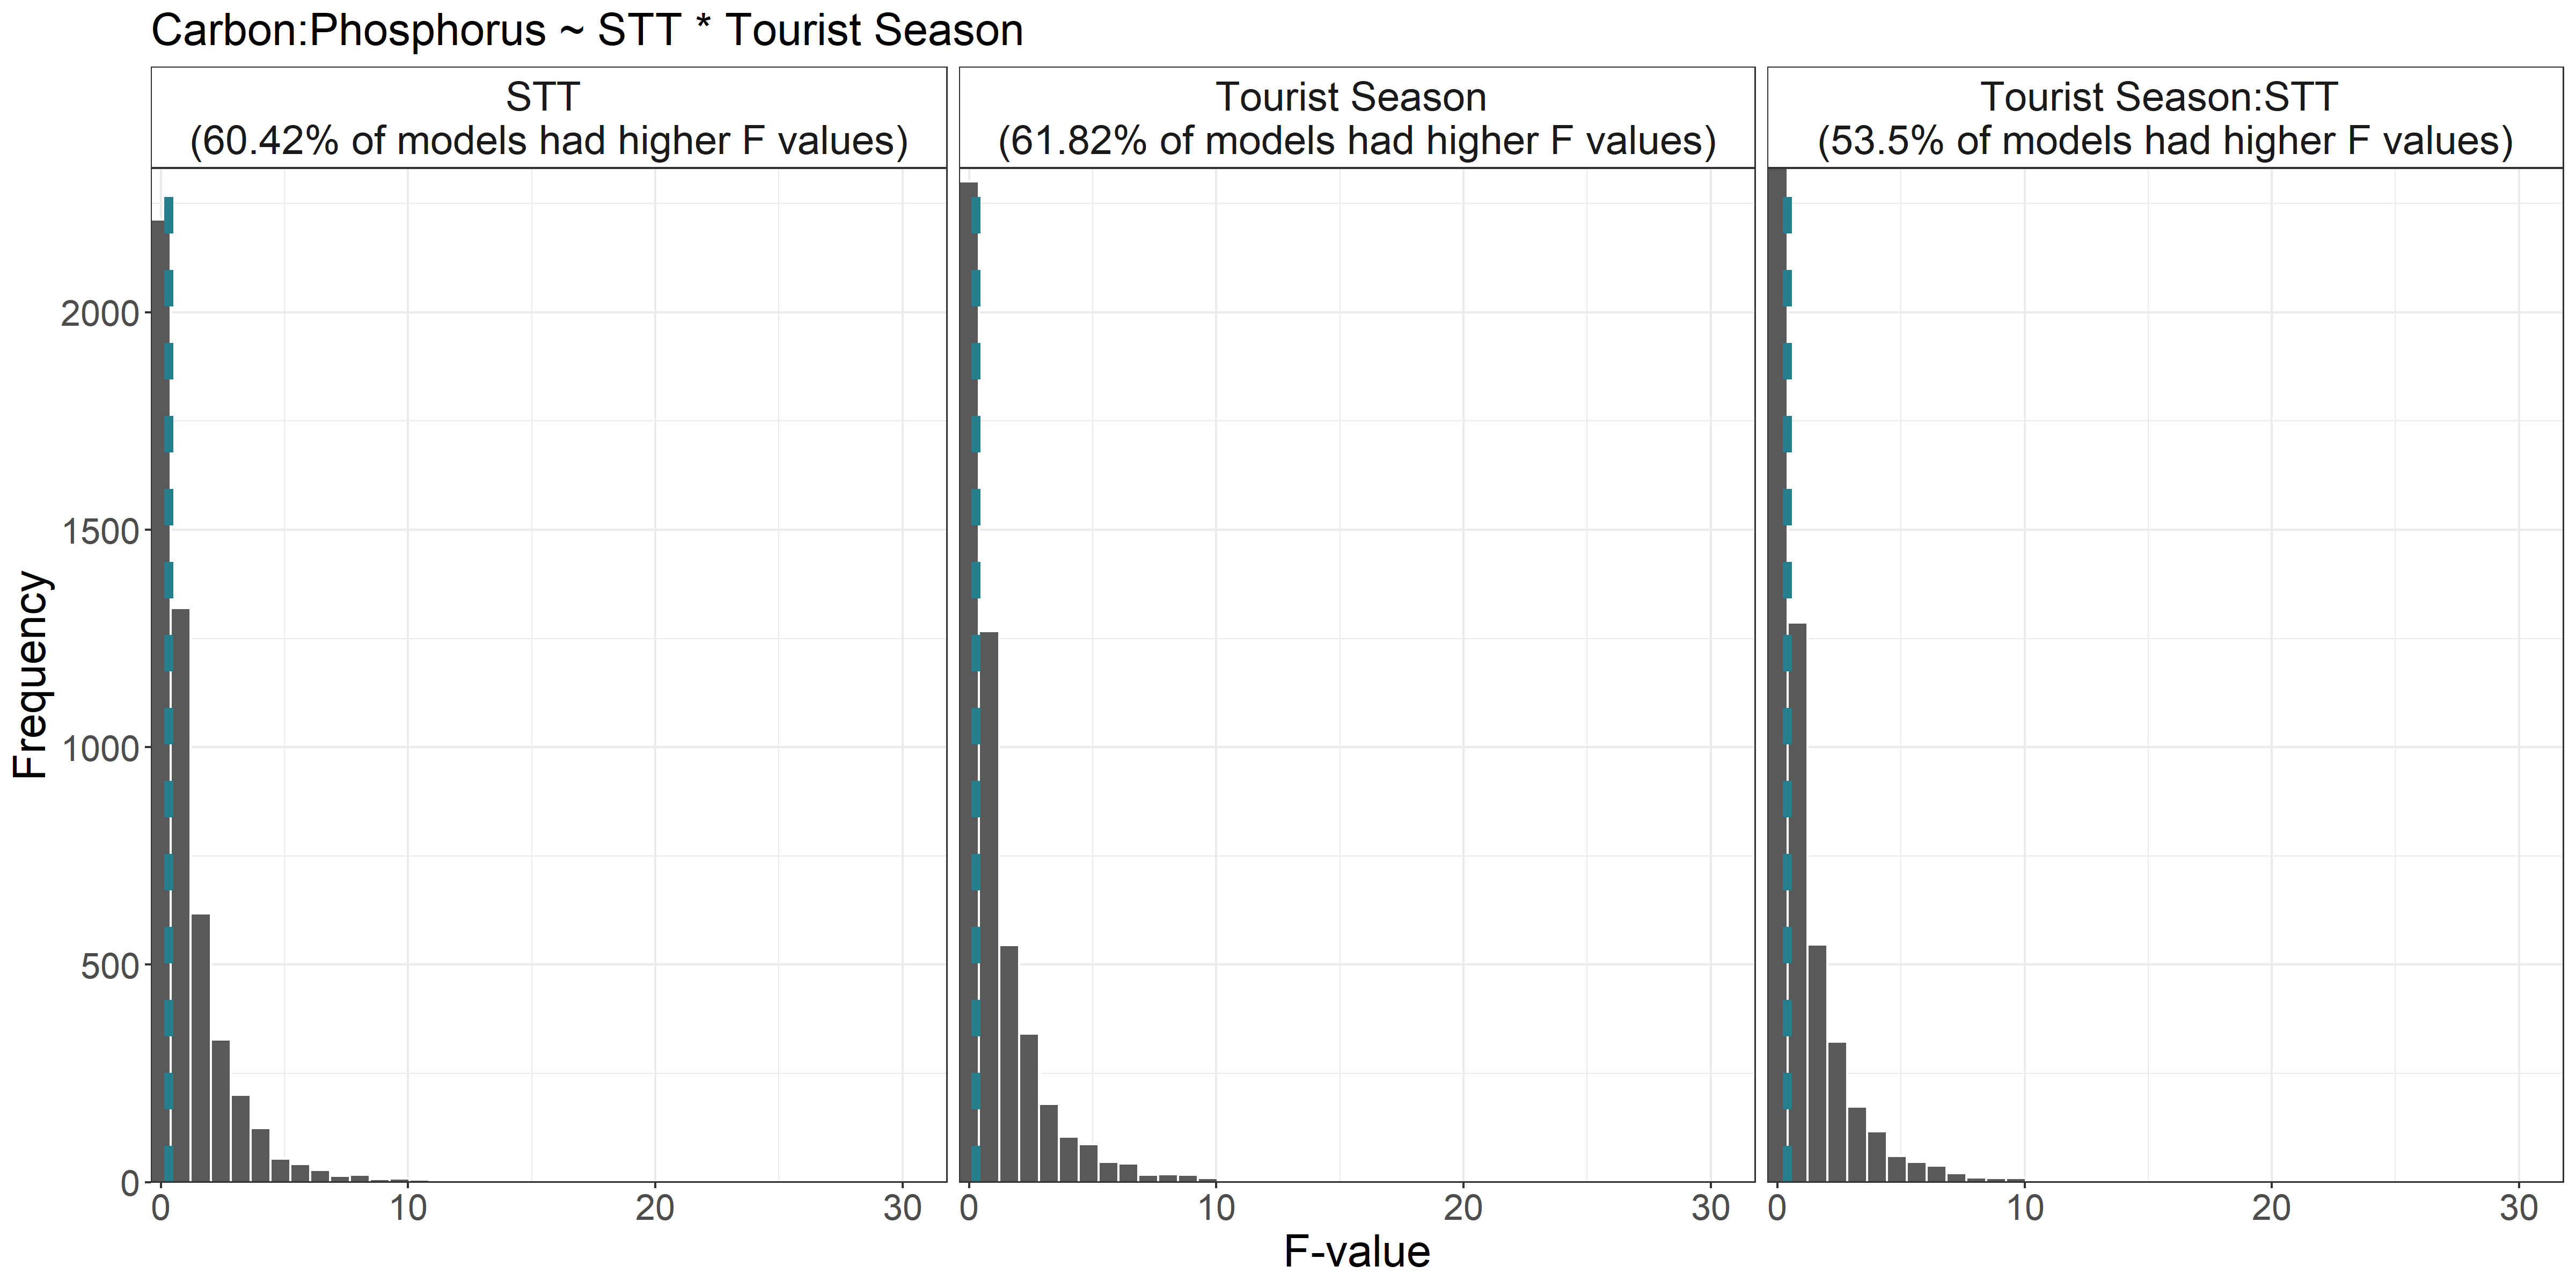 Carbon:Phosphorus ~ STT * Tourist Season
STT
(60.42% of models had higher F values)
Tourist Season
(61.82% of models had higher F values)
Tourist Season:STT
(53.5% of models had higher F values)
Frequency
2000
1500
1000
500
0
0 10 20 30
0 10 20 30
0 10 20 30
F-value